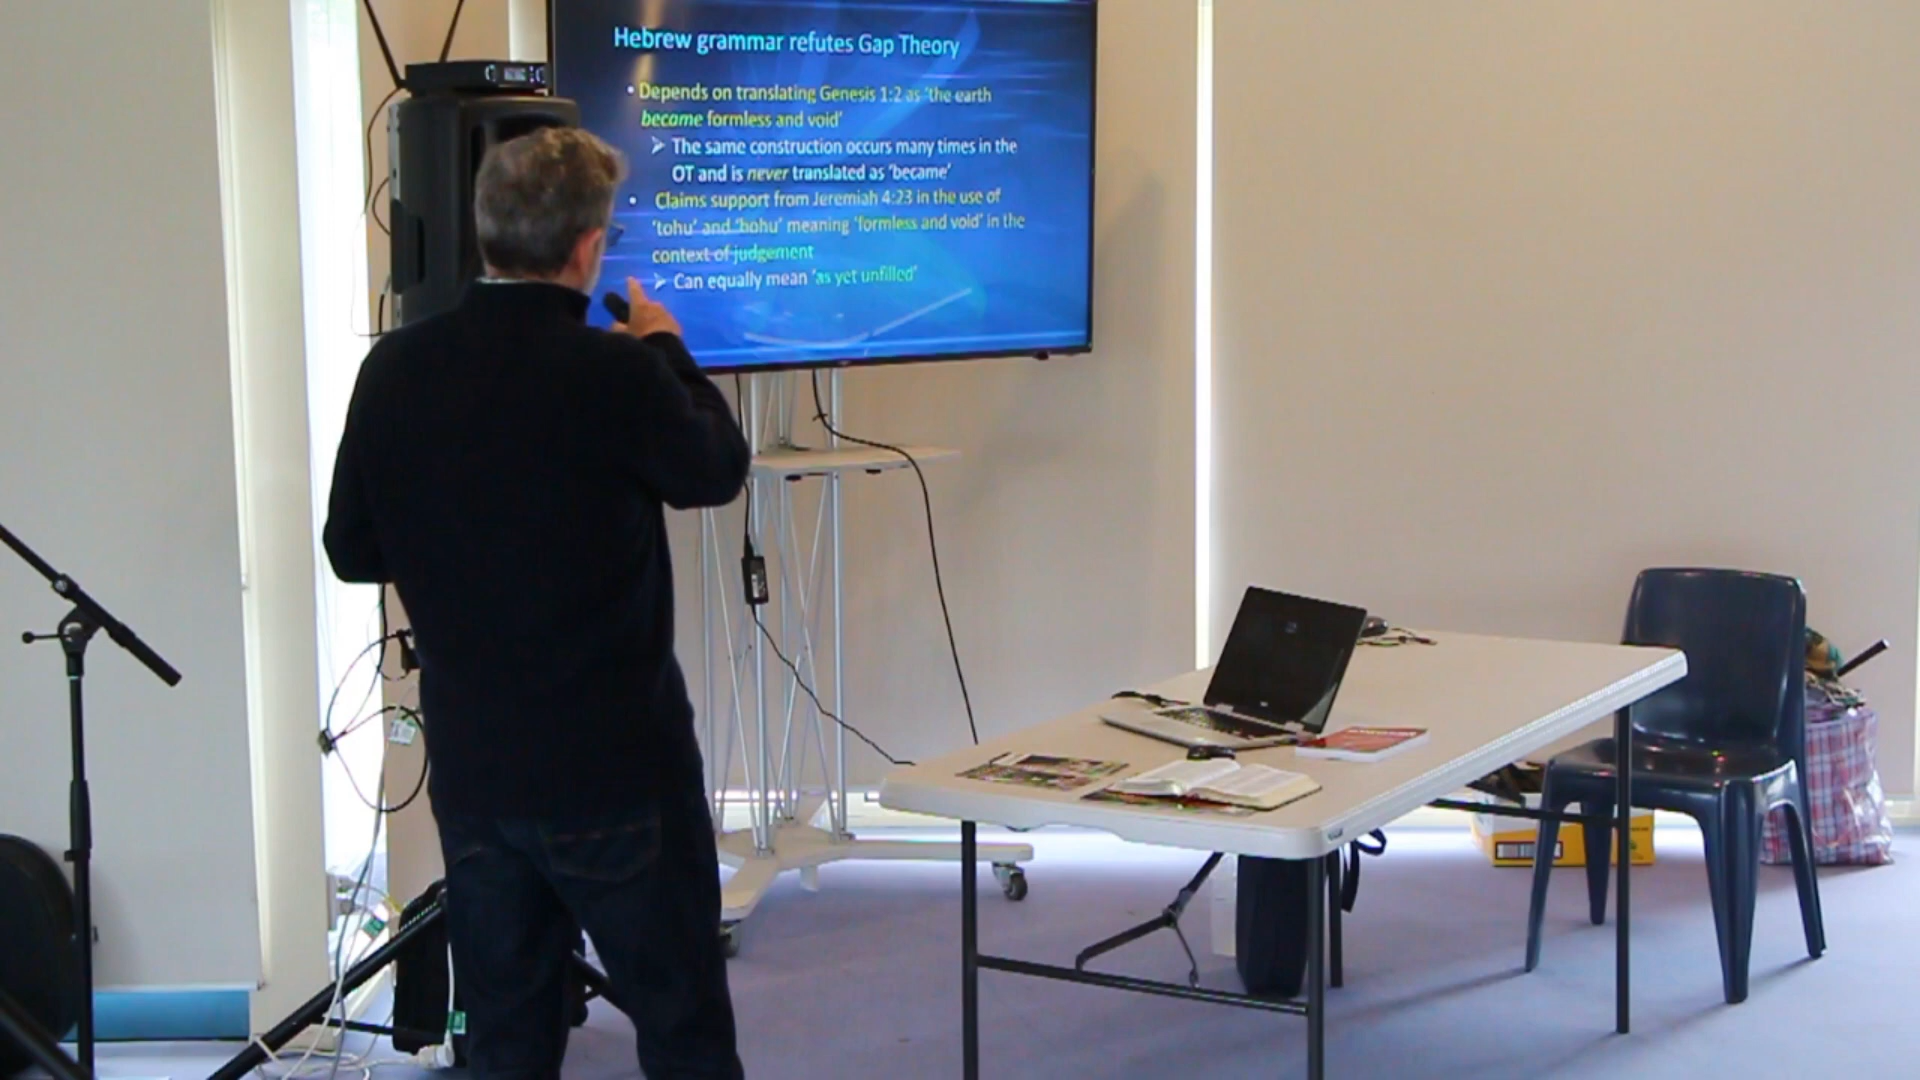 Hebrew grammar refutes Gap Theory
• Depends on translating Genesis 1:2 as 'the earth
became formless and void'
➢ The same construction occurs many times in the
OT and is never translated as 'became'
• Claims support from Jeremiah 4:23 in the use of
'tohu' and 'bohu' meaning 'formless and void' in the
context of judgement
➢ Can equally mean 'as yet unfilled'